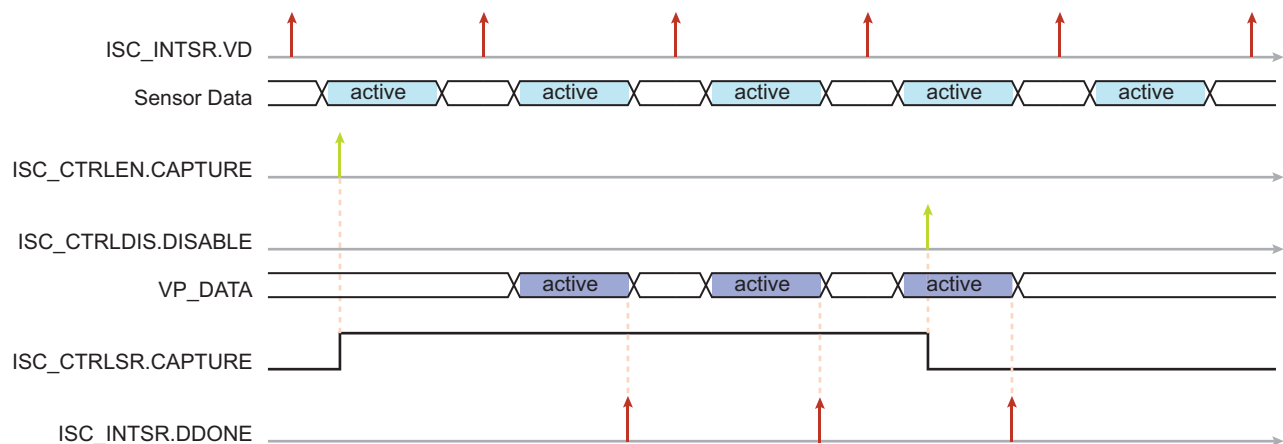 ISC_INTSR.VD
Sensor Data active active active active active
ISC_CTRLEN.CAPTURE
ISC_CTRLDIS.DISABLE
VP_DATA active active active
ISC_CTRLSR.CAPTURE
ISC_INTSR.DDONE